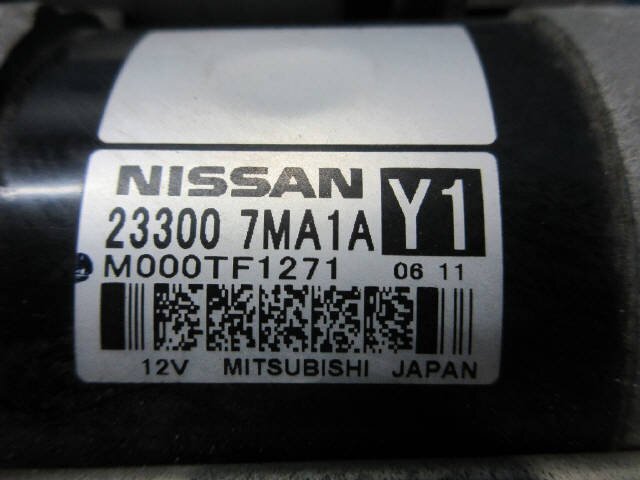 NISSAN
23300 7MA1A Y1
M000TF1271 06 11
12V MITSUBISHI JAPAN